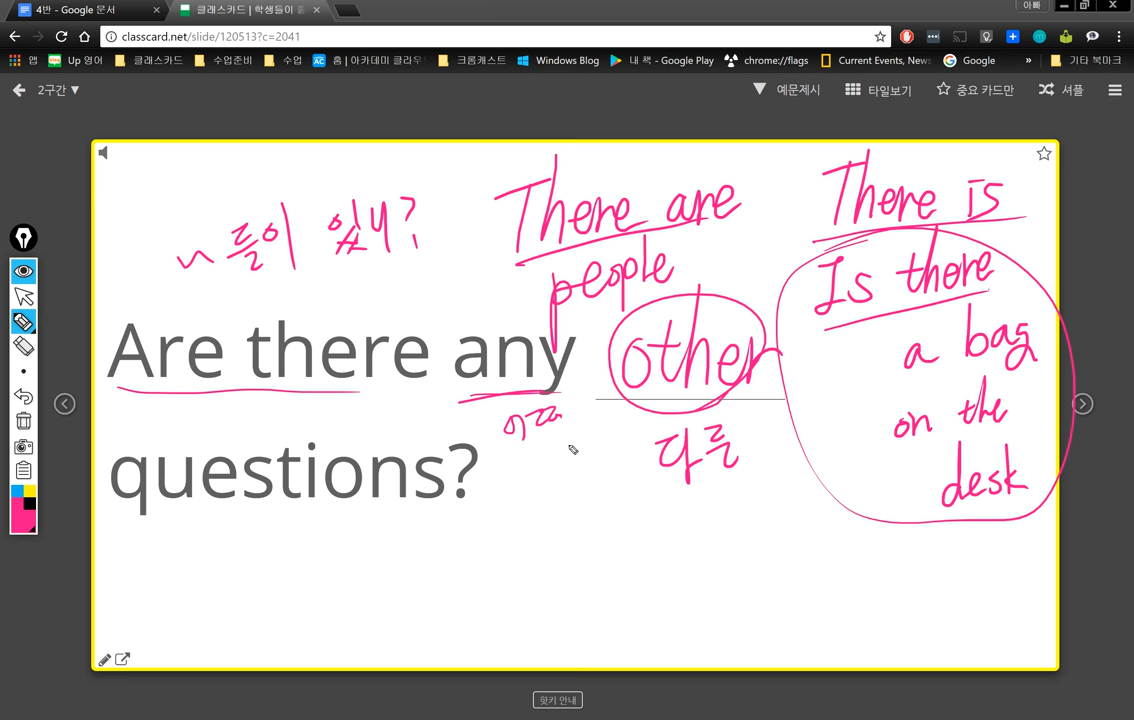 4반 - Google 문서
클래스카드 | 학생들이 좋
아빠
classcard.net/slide/120513?c=2041
앱 Up 영어 클래스카드 수업준비 수업 홈 | 아카데미 클라우 크롬캐스트 Windows Blog 내 책 - Google Play chrome://flags Current Events, News Google » 기타 북마크
2구간 ▼ ▼ 예문제시 타일보기 중요 카드만 셔플
~들이 있니?
There are
people
There is
Is there
a bag
on the
desk
Are there any other
다른
questions?
핫키 안내